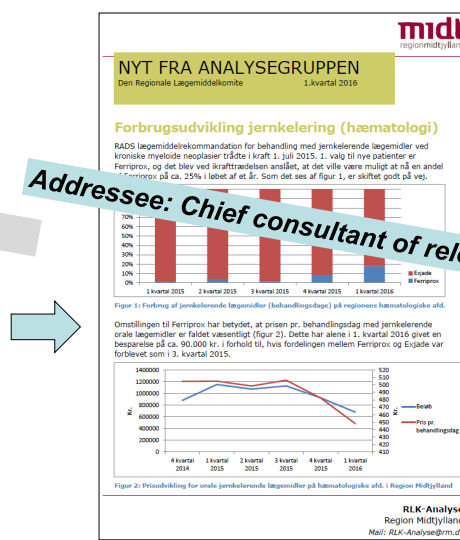 midt
regionmidtjyllan
NYT FRA ANALYSEGRUPPEN
Den Regionale Lægemiddelkomite 1.kvartal 2016
Forbrugsudvikling jernkelering (hæmatologi)
RADS lægemiddelrekommandation for behandling med jernkelerende lægemidler ved
kroniske myeloide neoplasier trådte i kraft 1. juli 2015. 1. valg til nye patienter er
Ferriprox, og det blev ved ikrafttrædelsen anslået, at det ville være muligt at nå en andel
Ferriprox på ca. 25% i løbet af et år. Som det ses af figur 1, er skiftet godt på vej.
Addressee: Chief consultant of rele
70%
60%
50%
40%
30%
20%
10%
0%
1 kvartal 2015 2 kvartal 2015 3 kvartal 2015 4 kvartal 2015 1 kvartal 2016
Exjade
Ferriprox
Figur 1: Forbrug af jernkelerende lægemidler (behandlingsdage) på regionens hæmatologiske afd.
Omstillingen til Ferriprox har betydet, at prisen pr. behandlingsdag med jernkelerende
orale lægemidler er faldet væsentligt (figur 2). Dette har alene i 1. kvartal 2016 givet en
besparelse på ca. 90.000 kr. i forhold til, hvis fordelingen mellem Ferriprox og Exjade var
forblevet som i 3. kvartal 2015.
Kr.
1400000
1200000
1000000
800000
600000
400000
200000
0
4 kvartal 2014 1 kvartal 2015 2 kvartal 2015 3 kvartal 2015 4 kvartal 2015 1 kvartal 2016
520
510
500
490
480
470
460
450
440
430
420
410
Kr.
Beløb
Pris pr.
behandlingsdag
Figur 2: Prisudvikling for orale jernkelerende lægemidler på hæmatologiske afd. i Region Midtjylland
RLK-Analyse
Region Midtjylland
Mail: RLK-Analyse@rm.d